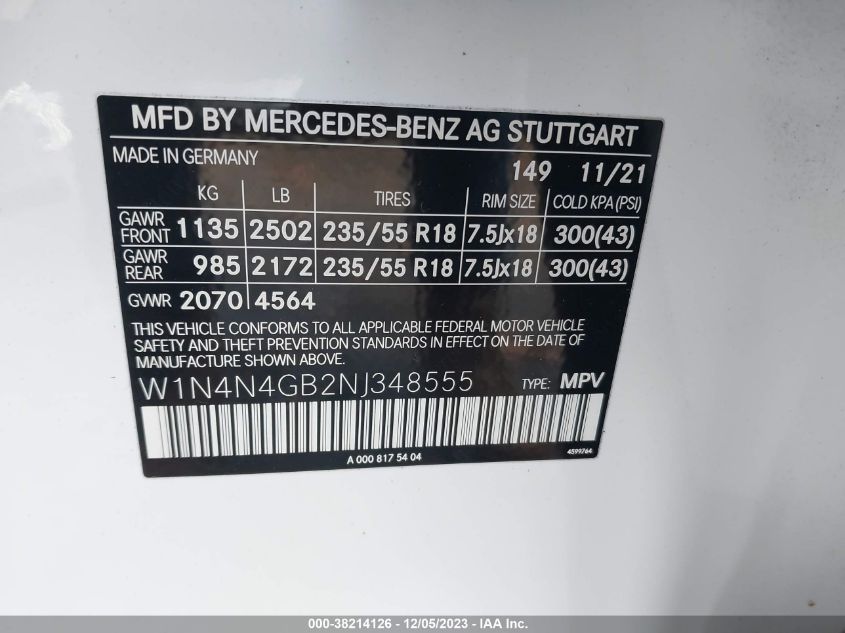 MFD BY MERCEDES-BENZ AG STUTTGART
MADE IN GERMANY 149 11/21
KG LB TIRES RIM SIZE COLD KPA (PSI)
GAWR FRONT 1135 2502 235/55 R18 7.5Jx18 300(43)
GAWR REAR 985 2172 235/55 R18 7.5Jx18 300(43)
GVWR 2070 4564
THIS VEHICLE CONFORMS TO ALL APPLICABLE FEDERAL MOTOR VEHICLE
SAFETY AND THEFT PREVENTION STANDARDS IN EFFECT ON THE DATE OF
MANUFACTURE SHOWN ABOVE.
W1N4N4GB2NJ348555 TYPE: MPV
A 000 817 54 04 4599764
000-38214126 - 12/05/2023 - IAA Inc.